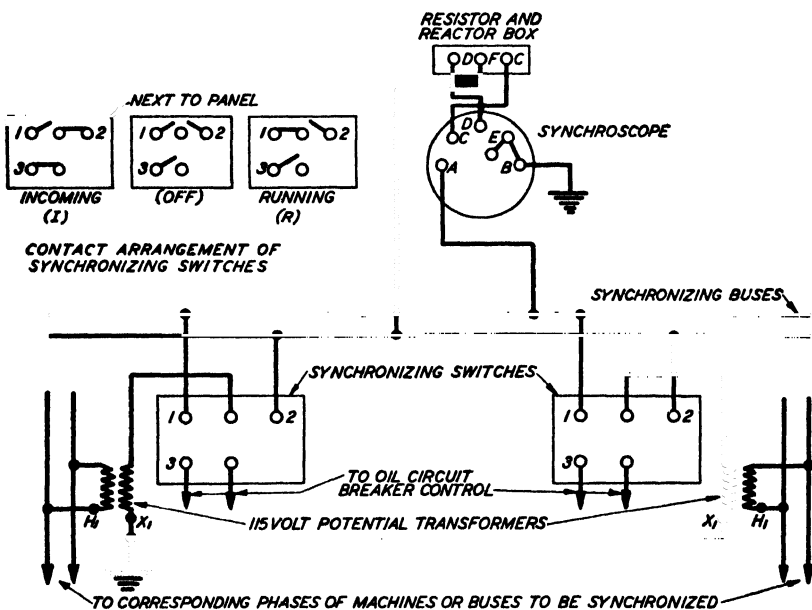 RESISTOR AND
REACTOR BOX
D F C
NEXT TO PANEL
1 2
3
INCOMING
(I)
1 2
3
(OFF)
1 2
3
RUNNING
(R)
D
C
E
A
B
SYNCHROSCOPE
CONTACT ARRANGEMENT OF
SYNCHRONIZING SWITCHES
SYNCHRONIZING BUSES
SYNCHRONIZING SWITCHES
1 2
3
1 2
3
TO OIL CIRCUIT
BREAKER CONTROL
H1 X1
115 VOLT POTENTIAL TRANSFORMERS
X1 H1
TO CORRESPONDING PHASES OF MACHINES OR BUSES TO BE SYNCHRONIZED